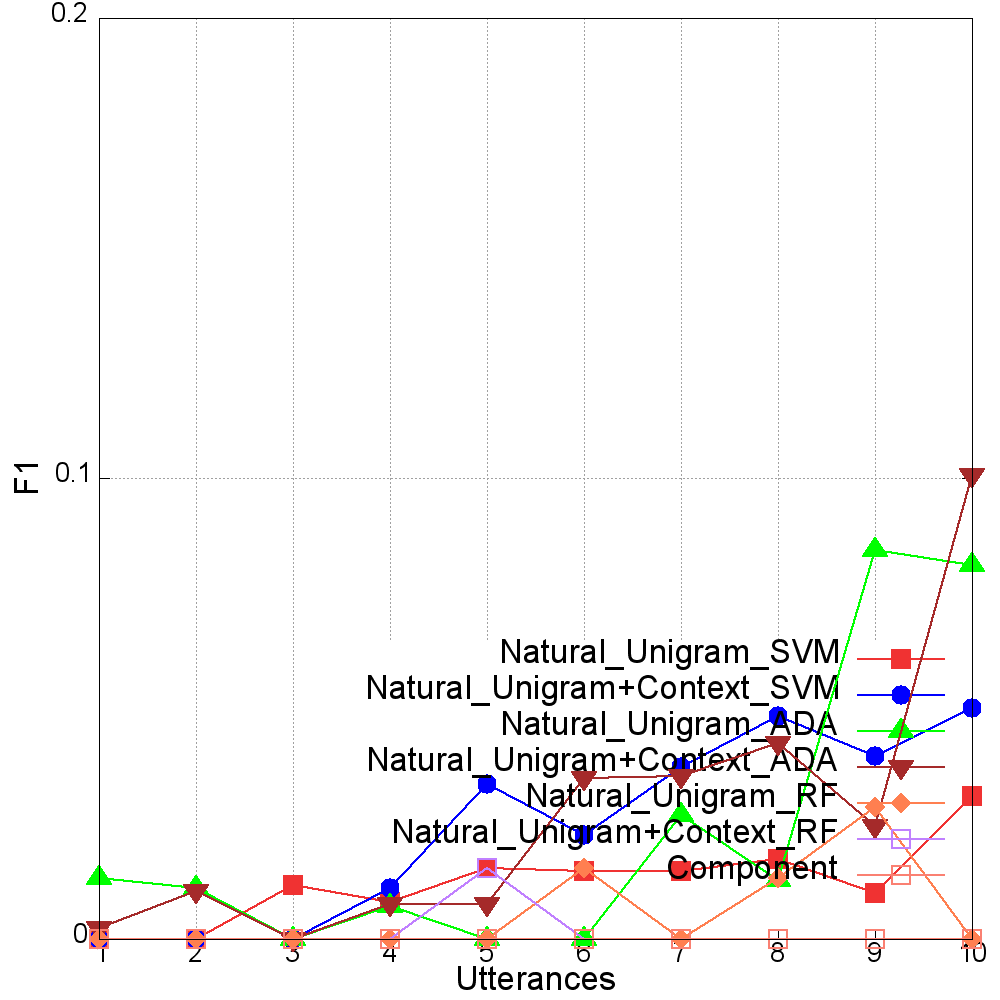 0.2
0.1
0
F1
Natural_Unigram_SVM
Natural_Unigram+Context_SVM
Natural_Unigram_ADA
Natural_Unigram+Context_ADA
Natural_Unigram_RF
Natural_Unigram+Context_RF
Component
1 2 3 4 5 6 7 8 9 10
Utterances